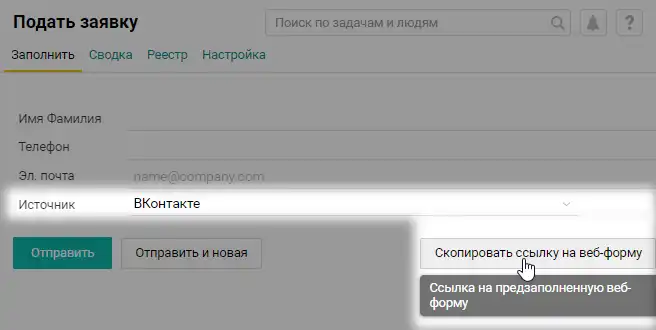 Подать заявку
Поиск по задачам и людям
?
Заполнить Сводка Реестр Настройка
Имя Фамилия
Телефон
Эл. почта name@company.com
Источник ВКонтакте
Отправить Отправить и новая Скопировать ссылку на веб-форму
Ссылка на предзаполненную веб-
форму